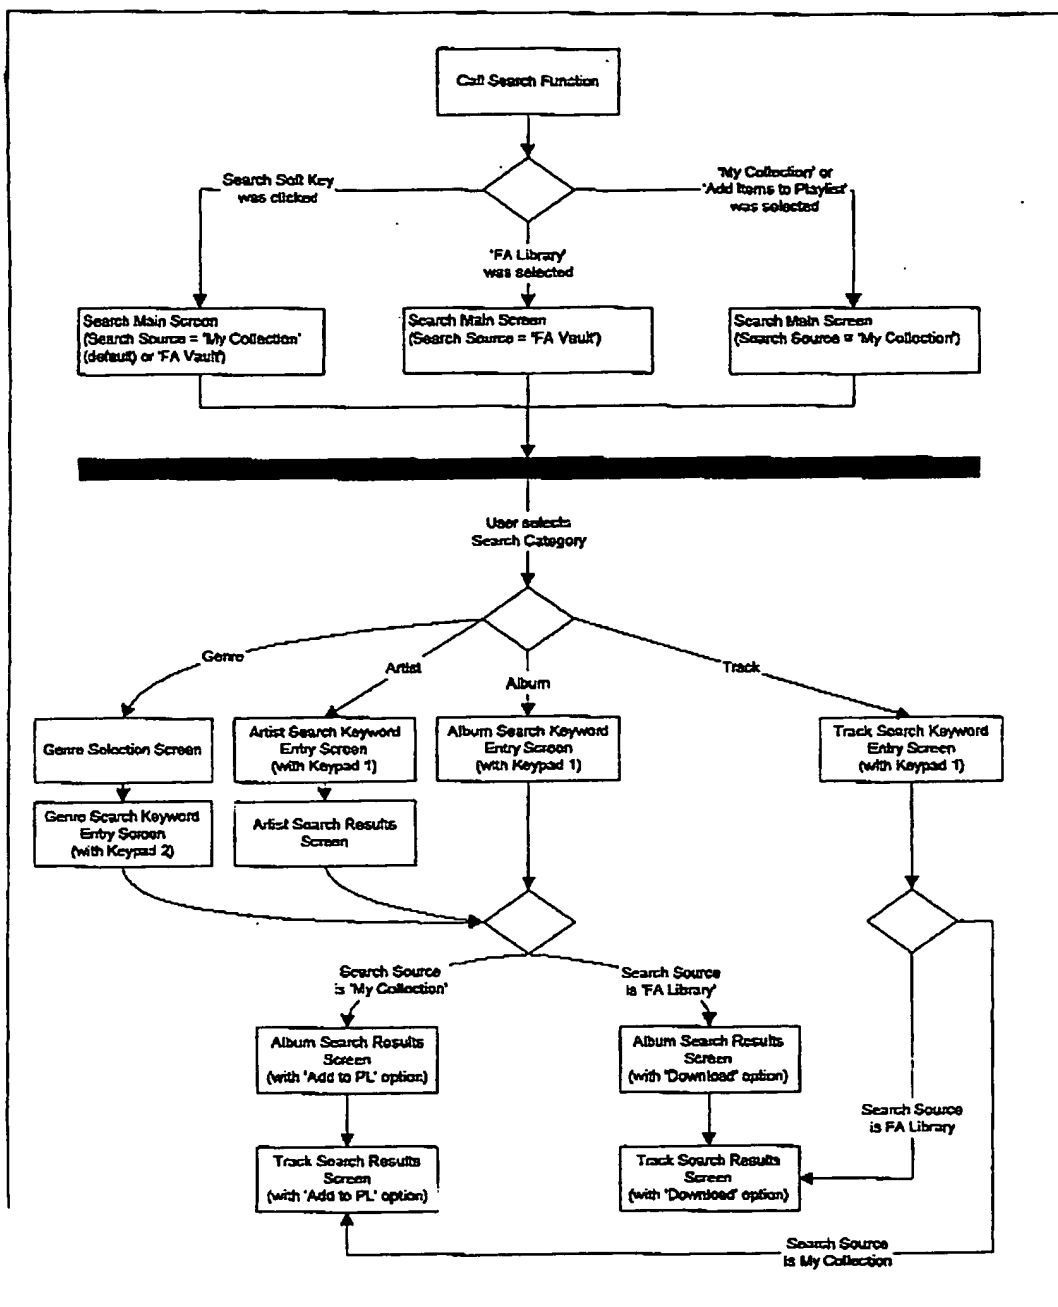 Call Search Function
Search Soft Key
was clicked
'My Collection' or
'Add Items to Playlist'
was selected
'FA Library'
was selected
Search Main Screen
(Search Source = 'My Collection'
(default) or 'FA Vault')
Search Main Screen
(Search Source = 'FA Vault')
Search Main Screen
(Search Source = 'My Collection')
User selects
Search Category
Genre
Artist
Album
Track
Genre Selection Screen
Artist Search Keyword
Entry Screen
(with Keypad 1)
Album Search Keyword
Entry Screen
(with Keypad 1)
Track Search Keyword
Entry Screen
(with Keypad 1)
Genre Search Keyword
Entry Screen
(with Keypad 2)
Artist Search Results
Screen
Search Source
is 'My Collection'
Search Source
is 'FA Library'
Album Search Results
Screen
(with 'Add to PL' option)
Album Search Results
Screen
(with 'Download' option)
Search Source
is FA Library
Track Search Results
Screen
(with 'Add to PL' option)
Track Search Results
Screen
(with 'Download' option)
Search Source
is My Collection